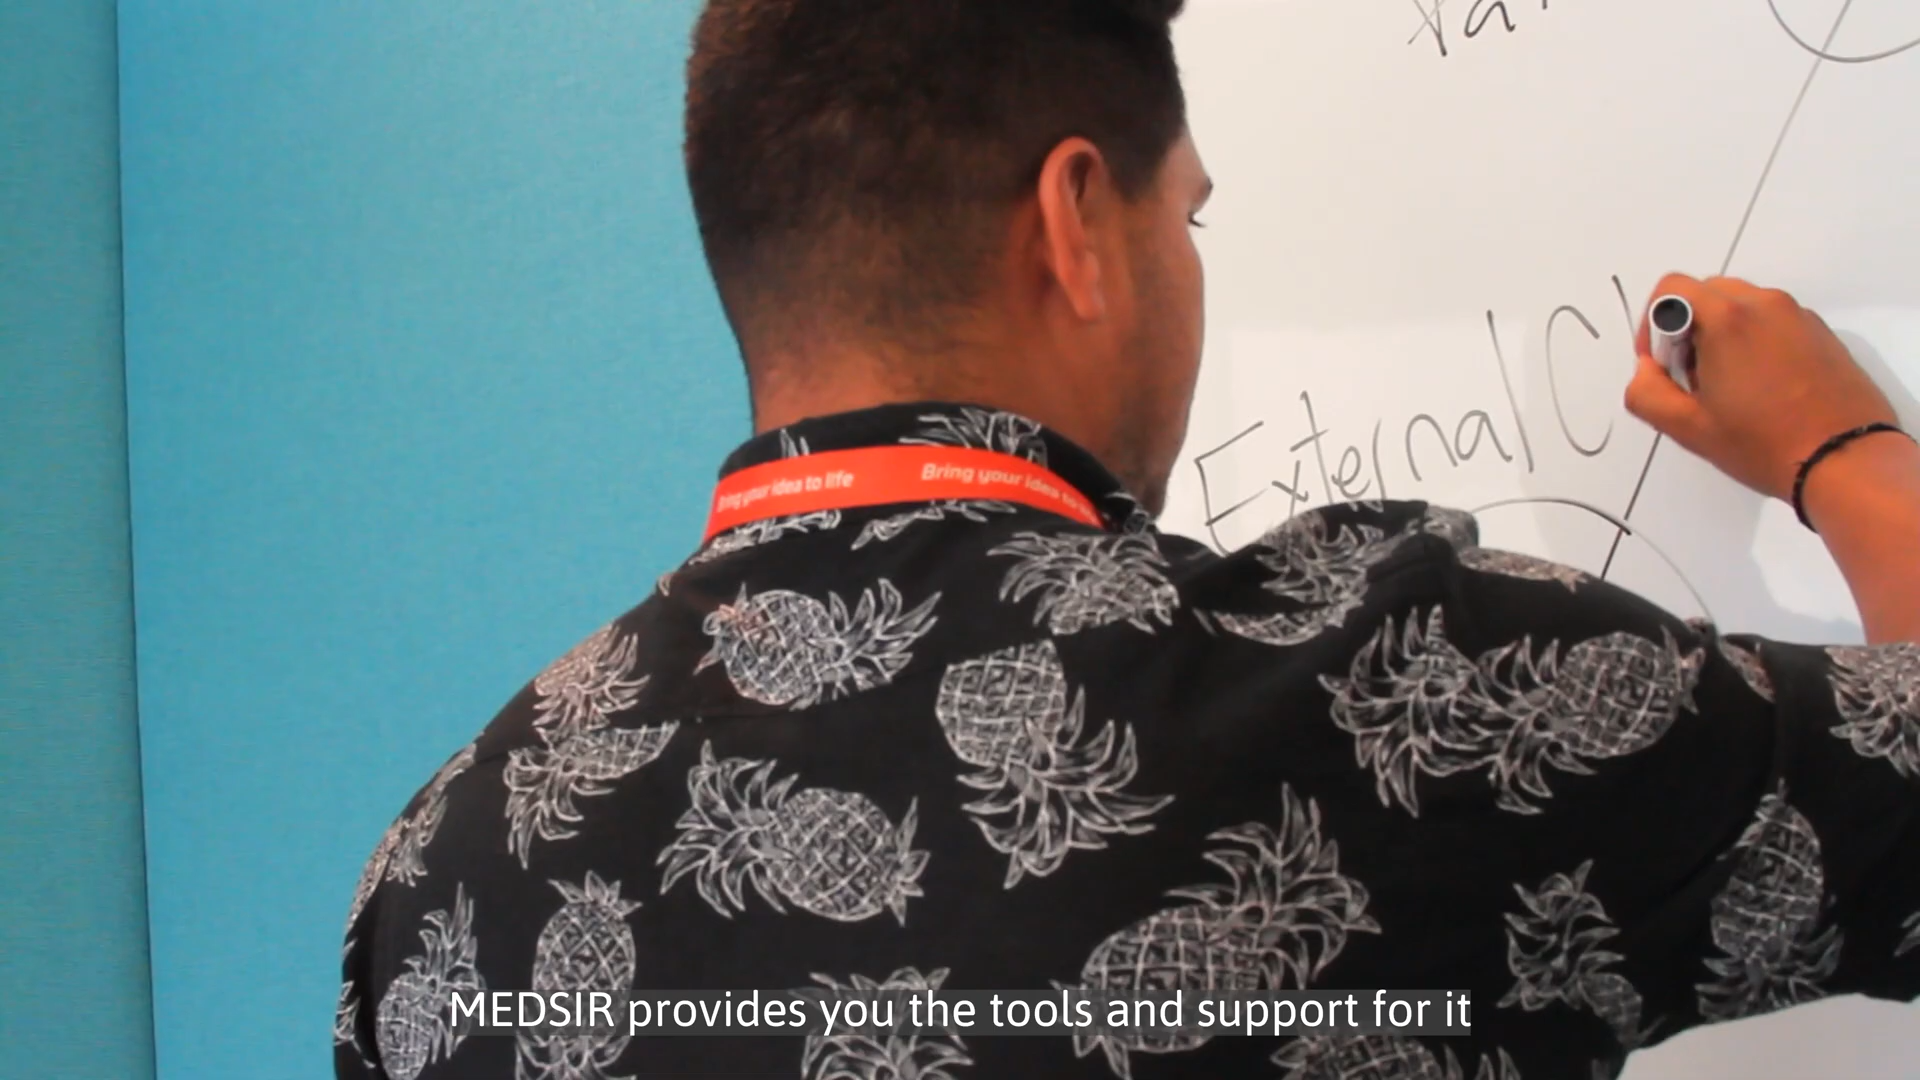 External C
Bring your idea to life Bring your idea to
MEDSIR provides you the tools and support for it